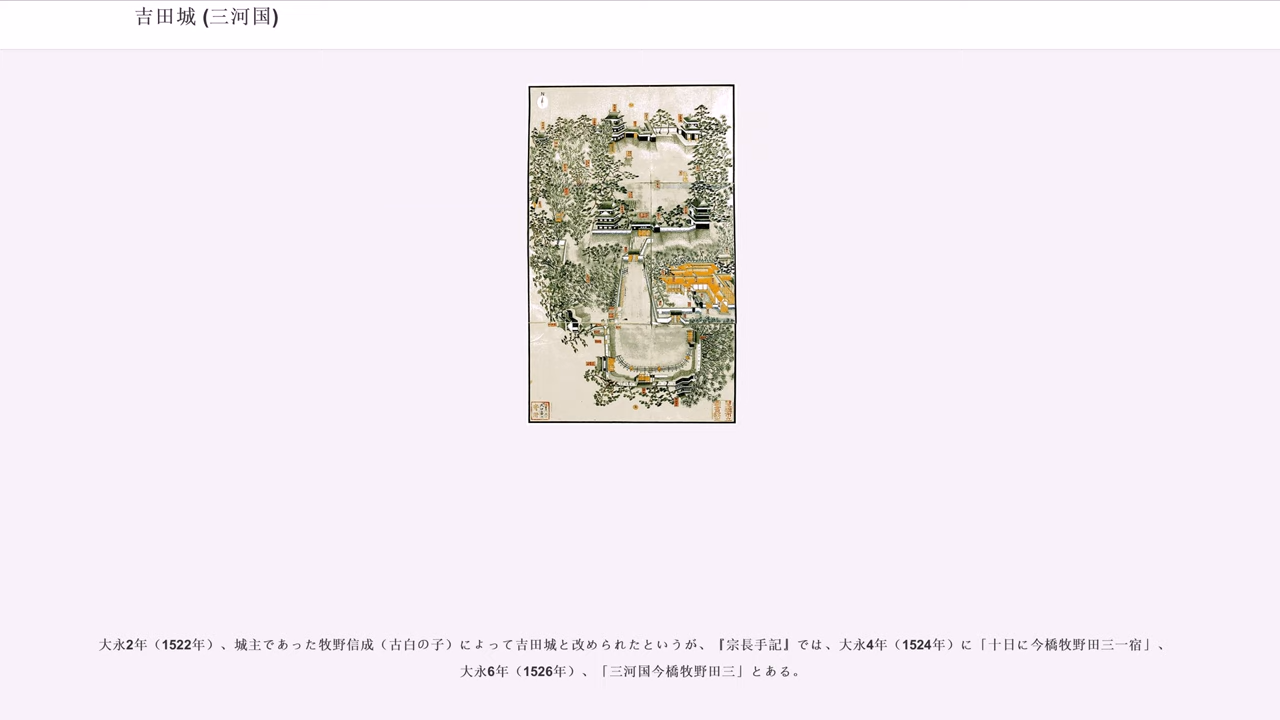 吉田城 (三河国)
N
大永2年（1522年）、城主であった牧野信成（古白の子）によって吉田城と改められたというが、『宗長手記』では、大永4年（1524年）に「十日に今橋牧野田三一宿」、
大永6年（1526年）、「三河国今橋牧野田三」とある。